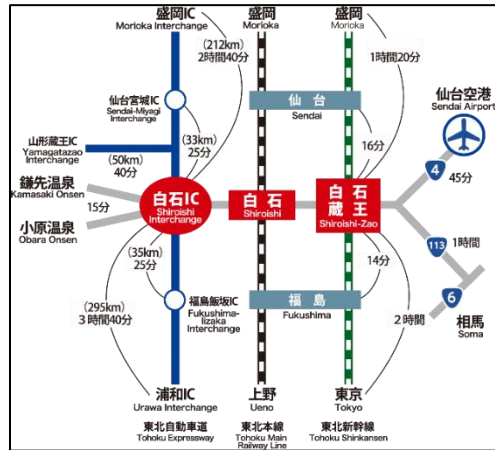 盛岡IC
Morioka Interchange
盛岡
Morioka
盛岡
Morioka
(212km)
2時間40分
1時間20分
仙台宮城IC
Sendai-Miyagi
Interchange
仙台
Sendai
仙台空港
Sendai Airport
山形蔵王IC
Yamagatazao
Interchange
(33km)
25分
16分
(50km)
40分
4
45分
鎌先温泉
Kamasaki Onsen
15分
小原温泉
Obara Onsen
白石IC
Shiroishi
Interchange
白石
Shiroishi
白石
蔵王
Shiroishi-Zao
113
1時間
(35km)
25分
14分
6
相馬
Soma
福島飯坂IC
Fukushima-
Iizaka
Interchange
福島
Fukushima
(295km)
3時間40分
2時間
浦和IC
Urawa Interchange
上野
Ueno
東京
Tokyo
東北自動車道
Tohoku Expressway
東北本線
Tohoku Main
Railway Line
東北新幹線
Tohoku Shinkansen